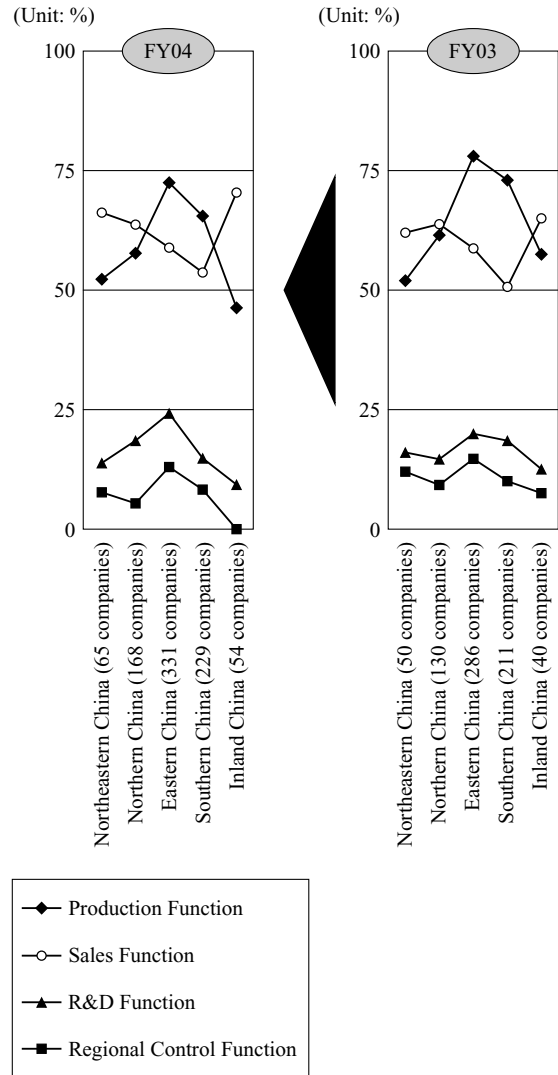 (Unit: %)
FY04
100
75
50
25
0
Northeastern China (65 companies)
Northern China (168 companies)
Eastern China (331 companies)
Southern China (229 companies)
Inland China (54 companies)
(Unit: %)
FY03
100
75
50
25
0
Northeastern China (50 companies)
Northern China (130 companies)
Eastern China (286 companies)
Southern China (211 companies)
Inland China (40 companies)
Production Function
Sales Function
R&D Function
Regional Control Function